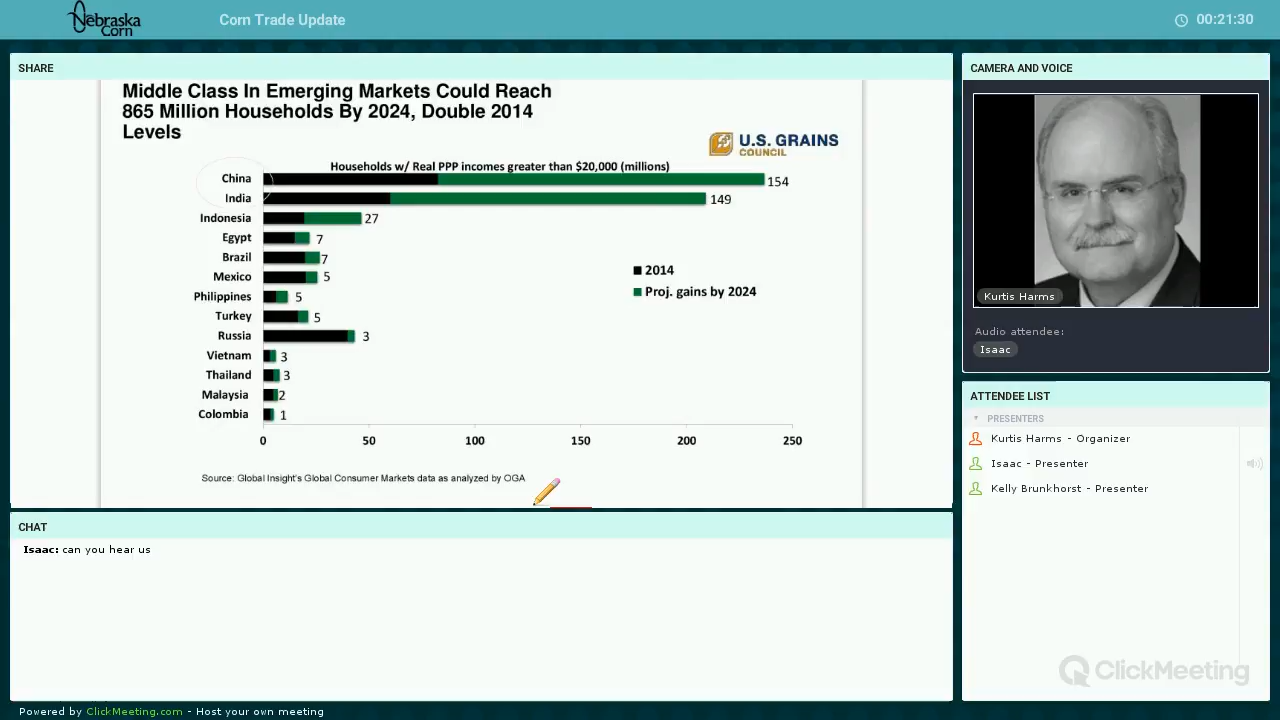 Nebraska
Corn
Corn Trade Update
00:21:30
SHARE
Middle Class In Emerging Markets Could Reach
865 Million Households By 2024, Double 2014
Levels
U.S. GRAINS
COUNCIL
Households w/ Real PPP incomes greater than $20,000 (millions)
China 154
India 149
Indonesia 27
Egypt 7
Brazil 7
Mexico 5
Philippines 5
Turkey 5
Russia 3
Vietnam 3
Thailand 3
Malaysia 2
Colombia 1
2014
Proj. gains by 2024
0 50 100 150 200 250
Source: Global Insight's Global Consumer Markets data as analyzed by OGA
CAMERA AND VOICE
Kurtis Harms
Audio attendee:
Isaac
ATTENDEE LIST
PRESENTERS
Kurtis Harms - Organizer
Isaac - Presenter
Kelly Brunkhorst - Presenter
CHAT
Isaac: can you hear us
ClickMeeting
Powered by ClickMeeting.com - Host your own meeting